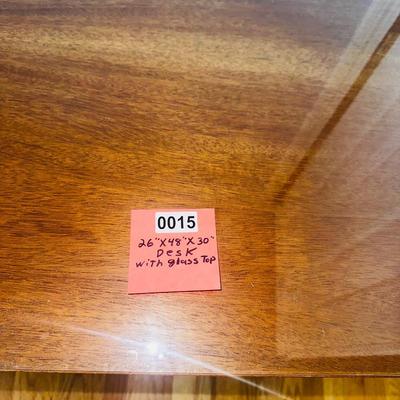 0015
26"X48"X30"
Desk
with glass Top